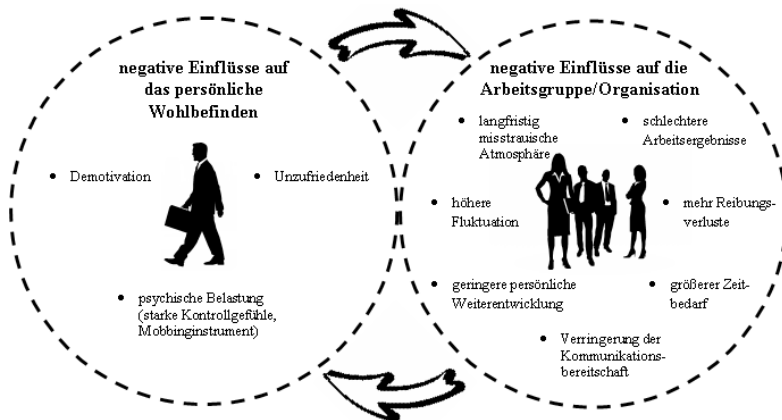 negative Einflüsse auf
das persönliche
Wohlbefinden
• Demotivation
• Unzufriedenheit
• psychische Belastung
(starke Kontrollgefühle,
Mobbinginstrument)
negative Einflüsse auf die
Arbeitsgruppe/Organisation
• langfristig
misstrauische
Atmosphäre
• schlechtere
Arbeitsergebnisse
• höhere
Fluktuation
• mehr Reibungs-
verluste
• geringere persönliche
Weiterentwicklung
• größerer Zeit-
bedarf
• Verringerung der
Kommunikations-
bereitschaft